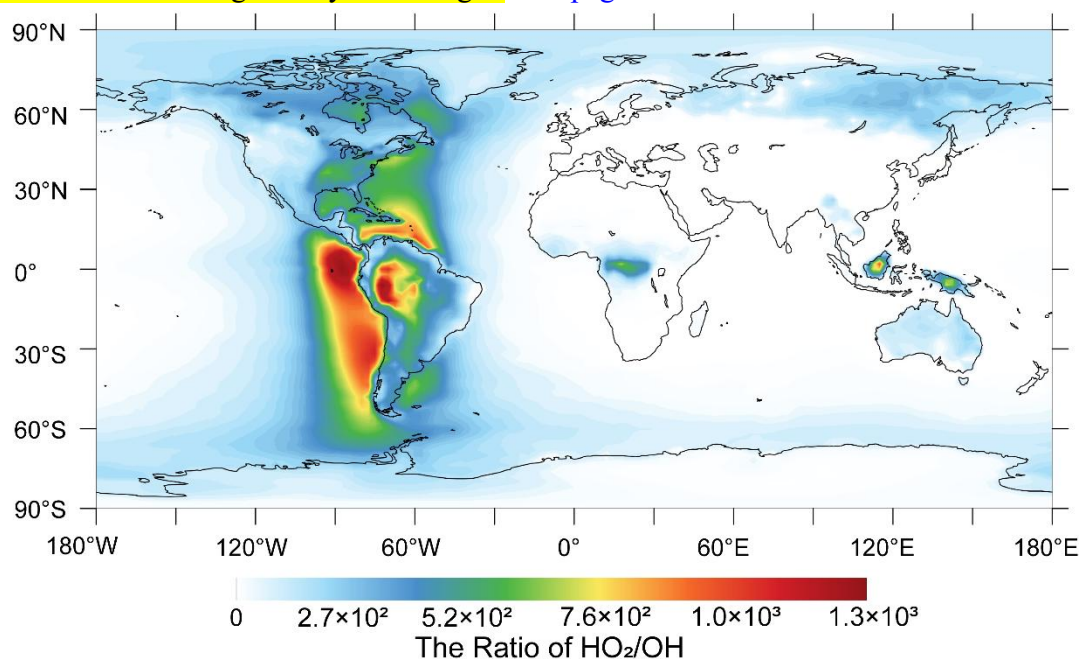 90°N
60°N
30°N
0°
30°S
60°S
90°S
180°W 120°W 60°W 0° 60°E 120°E 180°E
0 2.7×10² 5.2×10² 7.6×10² 1.0×10³ 1.3×10³
The Ratio of HO₂/OH